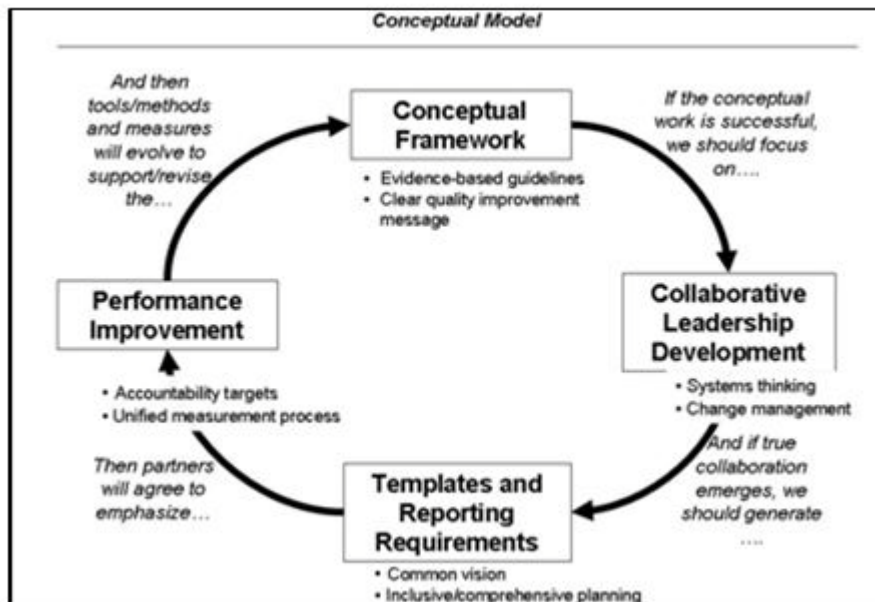 Conceptual Model
Conceptual
Framework
• Evidence-based guidelines
• Clear quality improvement
message
If the conceptual
work is successful,
we should focus
on….
Collaborative
Leadership
Development
• Systems thinking
• Change management
And if true
collaboration
emerges, we
should generate
….
Templates and
Reporting
Requirements
• Common vision
• Inclusive/comprehensive planning
Then partners
will agree to
emphasize…
Performance
Improvement
• Accountability targets
• Unified measurement process
And then
tools/methods
and measures
will evolve to
support/revise
the…